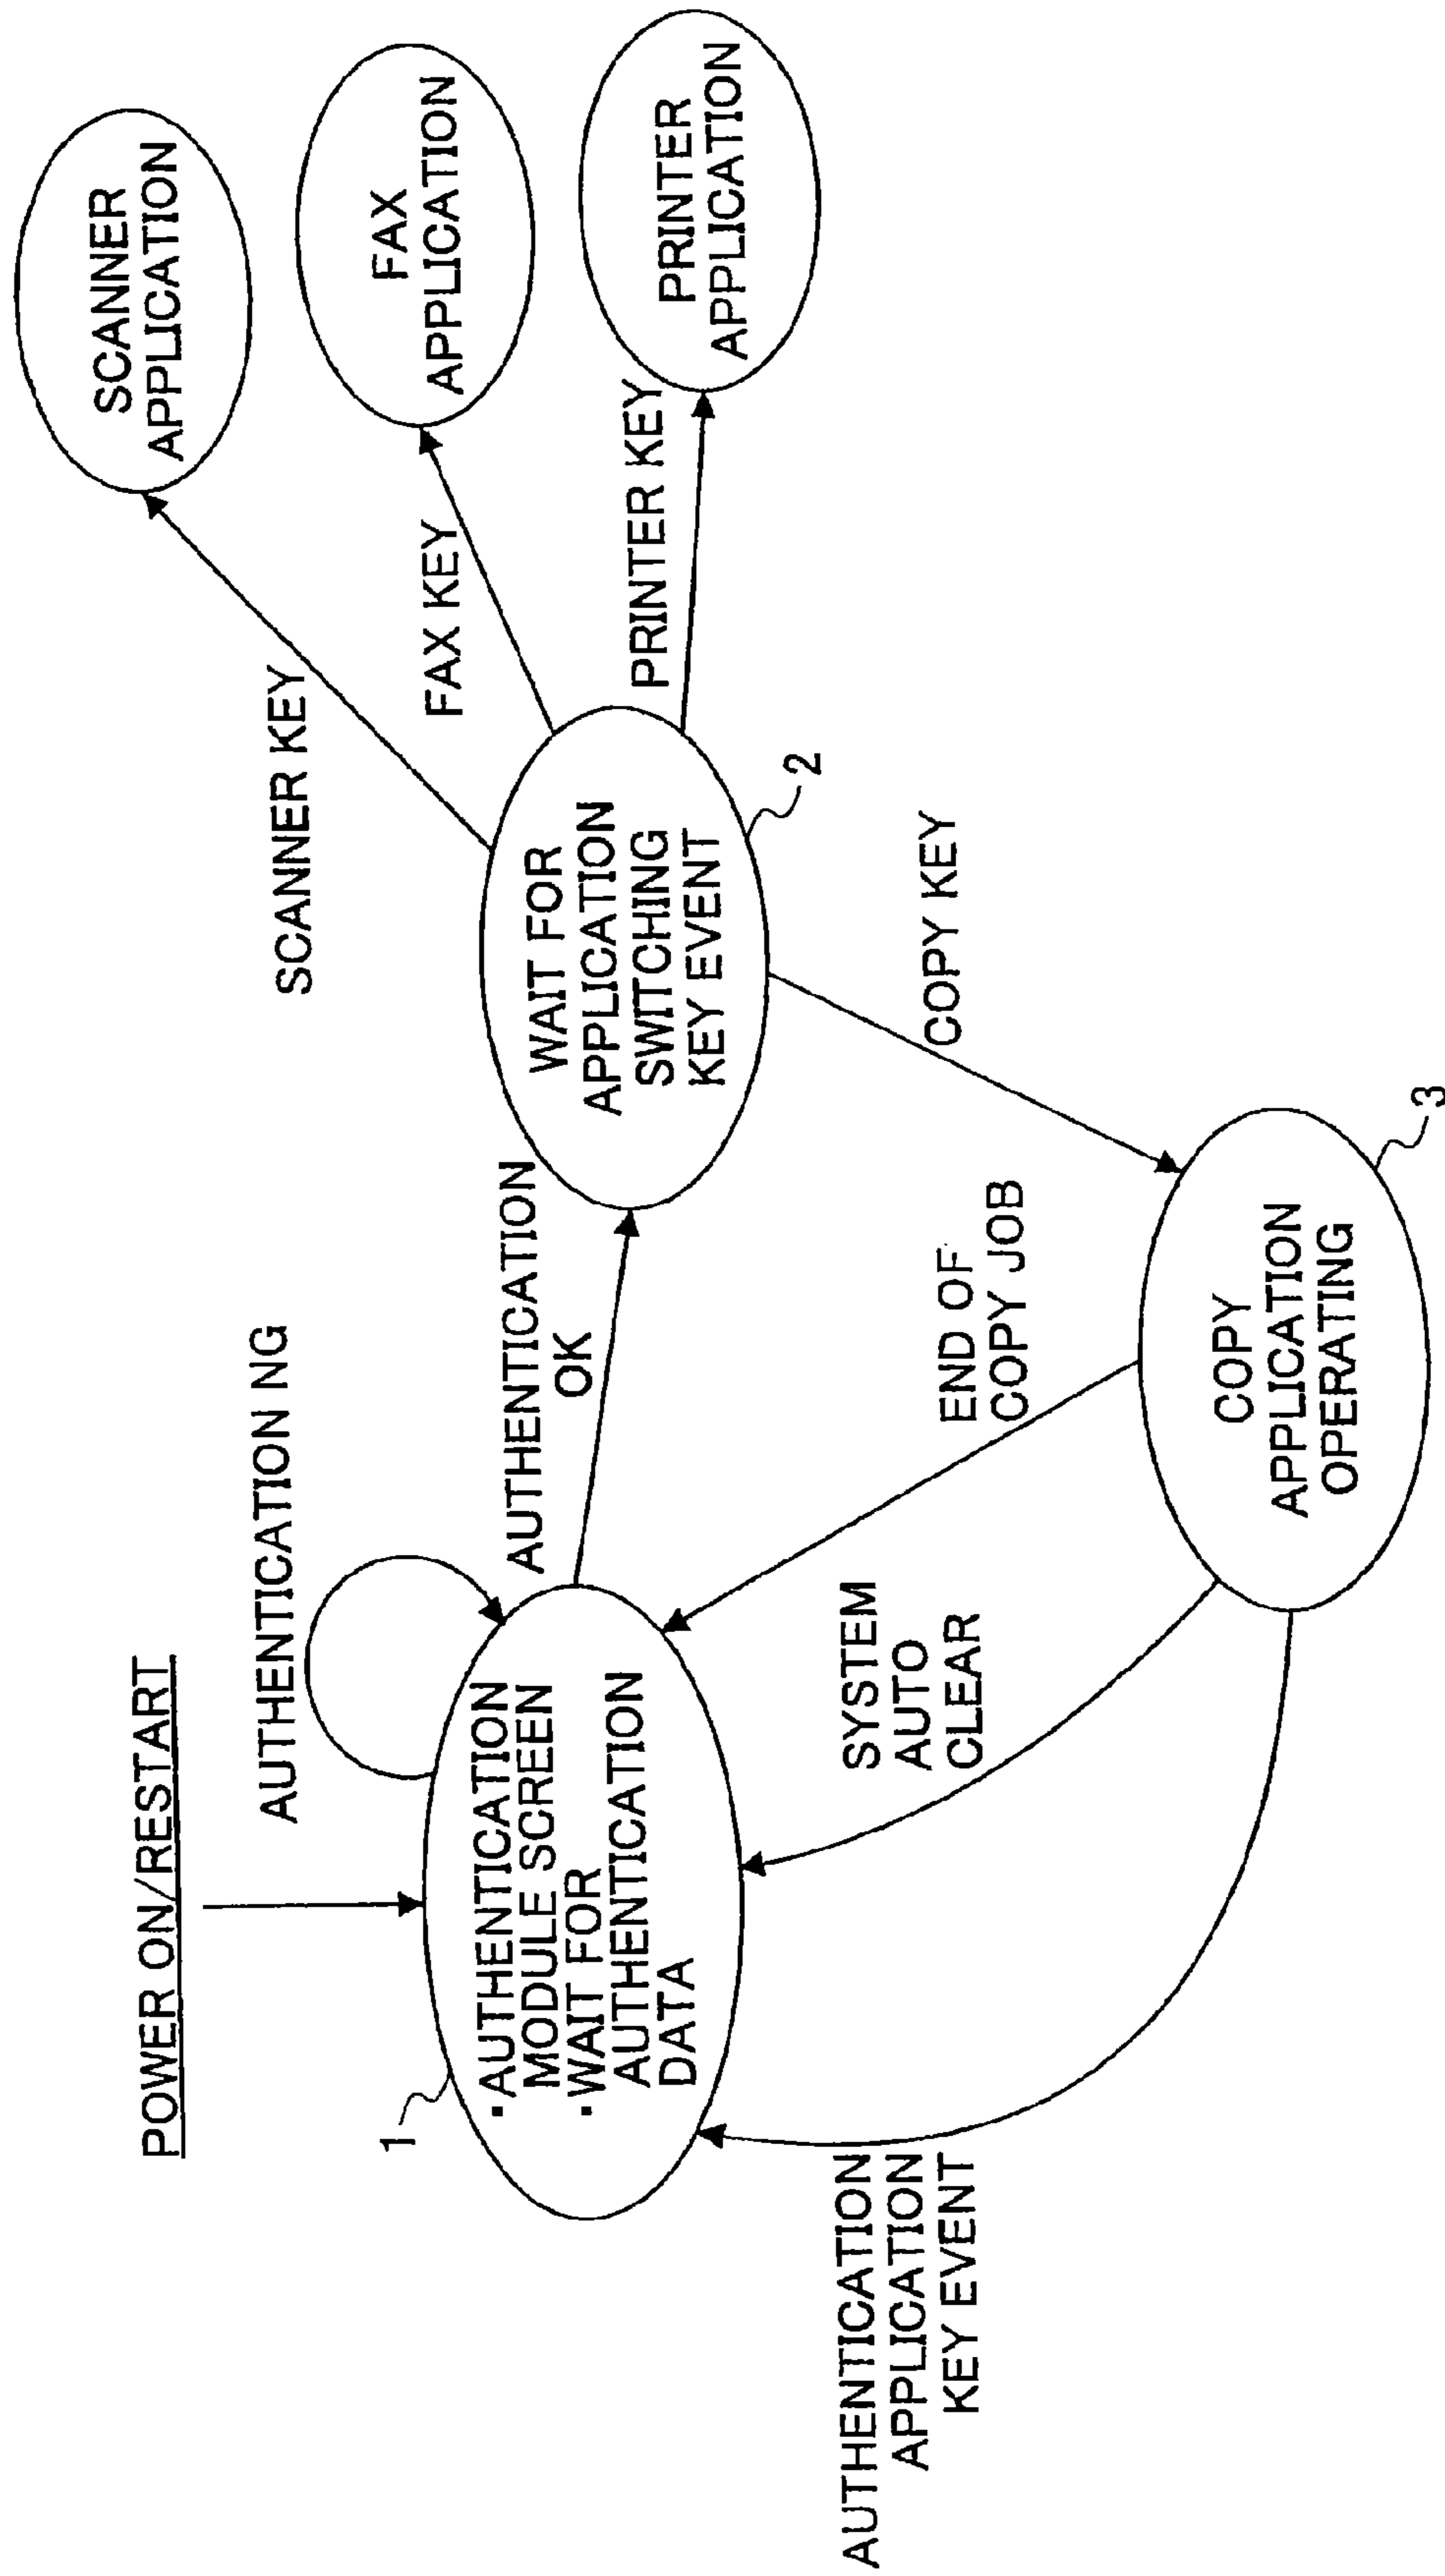 POWER ON/RESTART
AUTHENTICATION NG
1
·AUTHENTICATION
MODULE SCREEN
·WAIT FOR
AUTHENTICATION
DATA
AUTHENTICATION
OK
WAIT FOR
APPLICATION
SWITCHING
KEY EVENT
2
SCANNER KEY
SCANNER
APPLICATION
FAX KEY
FAX
APPLICATION
PRINTER KEY
PRINTER
APPLICATION
COPY KEY
END OF
COPY JOB
SYSTEM
AUTO
CLEAR
AUTHENTICATION
APPLICATION
KEY EVENT
COPY
APPLICATION
OPERATING
3